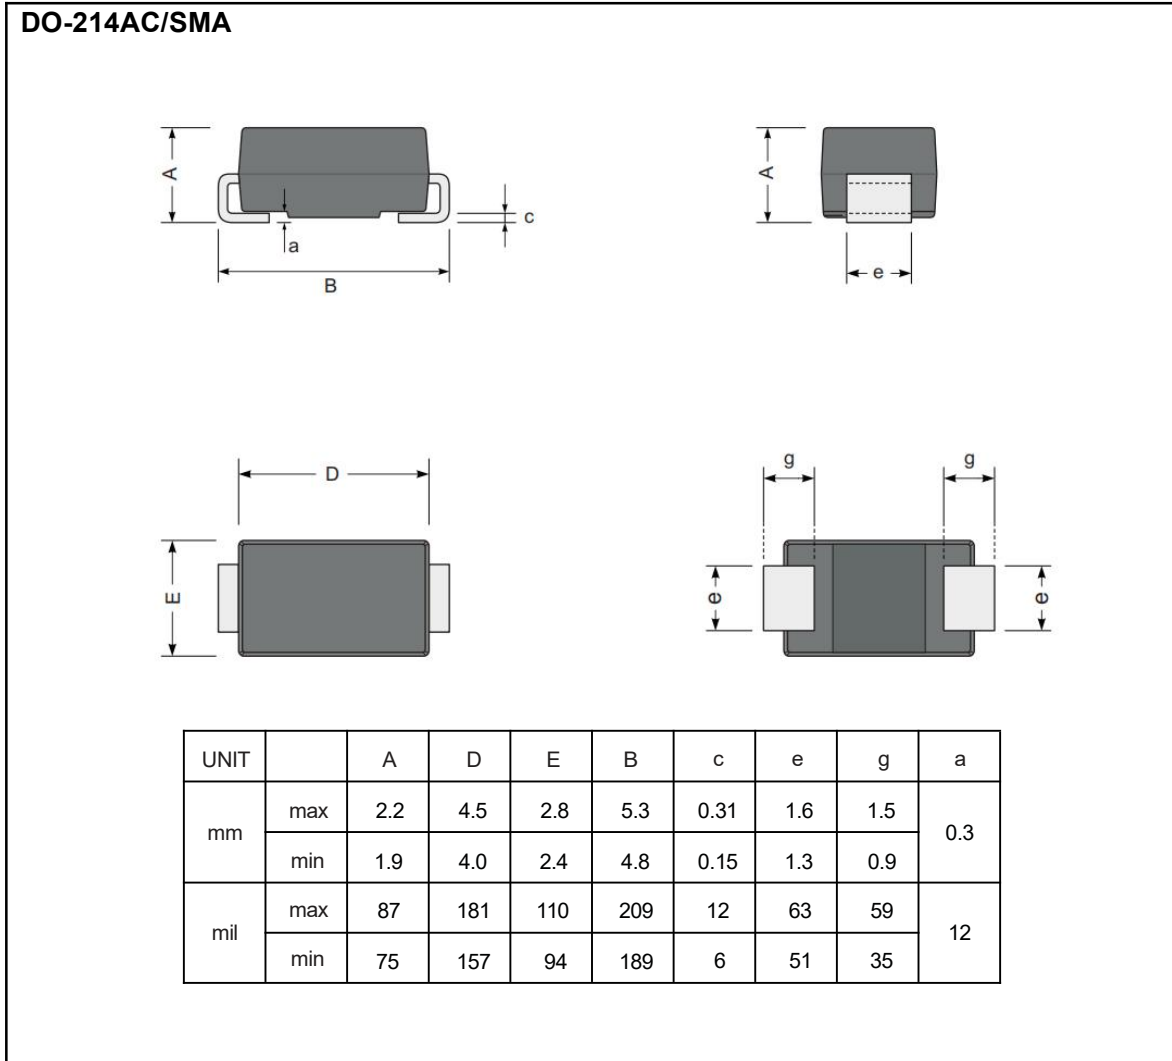 DO-214AC/SMA
A
a
c
B
A
e
D
E
g g
e e
UNIT A D E B c e g a
mm max 2.2 4.5 2.8 5.3 0.31 1.6 1.5 0.3
min 1.9 4.0 2.4 4.8 0.15 1.3 0.9
mil max 87 181 110 209 12 63 59 12
min 75 157 94 189 6 51 35